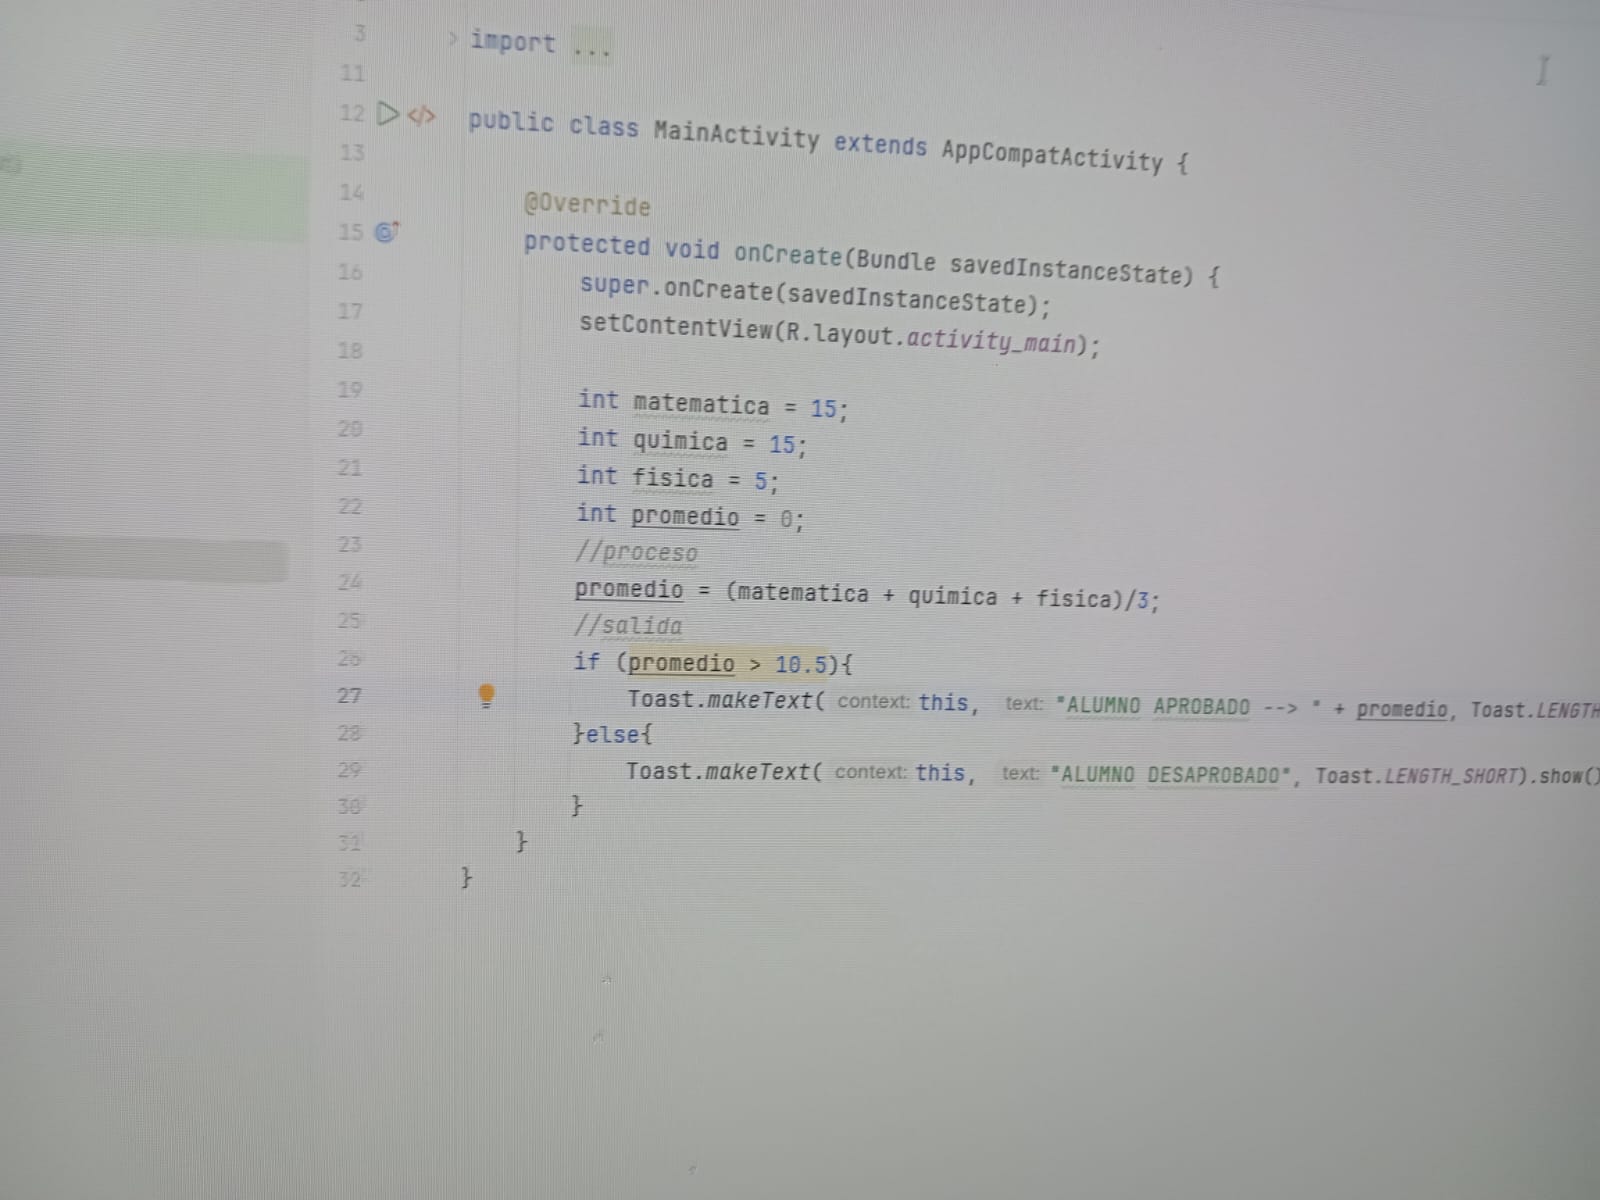 3 import ...
11
12 public class MainActivity extends AppCompatActivity {
13
14 @Override
15 protected void onCreate(Bundle savedInstanceState) {
16 super.onCreate(savedInstanceState);
17 setContentView(R.layout.activity_main);
18
19 int matematica = 15;
20 int quimica = 15;
21 int fisica = 5;
22 int promedio = 0;
23 //proceso
24 promedio = (matematica + quimica + fisica)/3;
25 //salida
26 if (promedio > 10.5){
27 Toast.makeText( context: this, text: "ALUMNO APROBADO --> " + promedio, Toast.LENGTH
28 }else{
29 Toast.makeText( context: this, text: "ALUMNO DESAPROBADO", Toast.LENGTH_SHORT).show()
30 }
31 }
32 }